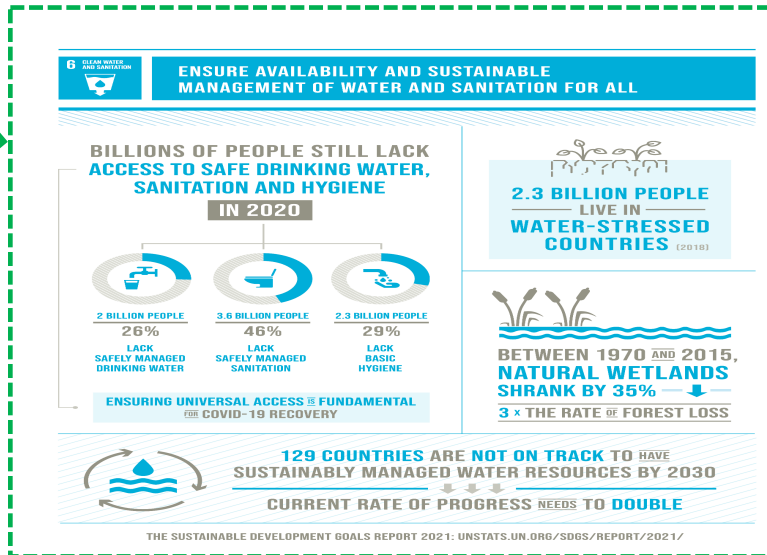 6 CLEAN WATER
AND SANITATION
ENSURE AVAILABILITY AND SUSTAINABLE
MANAGEMENT OF WATER AND SANITATION FOR ALL
BILLIONS OF PEOPLE STILL LACK
ACCESS TO SAFE DRINKING WATER,
SANITATION AND HYGIENE
IN 2020
2 BILLION PEOPLE
26%
LACK
SAFELY MANAGED
DRINKING WATER
3.6 BILLION PEOPLE
46%
LACK
SAFELY MANAGED
SANITATION
2.3 BILLION PEOPLE
29%
LACK
BASIC
HYGIENE
ENSURING UNIVERSAL ACCESS IS FUNDAMENTAL
FOR COVID-19 RECOVERY
2.3 BILLION PEOPLE
LIVE IN
WATER-STRESSED
COUNTRIES (2018)
BETWEEN 1970 AND 2015,
NATURAL WETLANDS
SHRANK BY 35%
3 x THE RATE OF FOREST LOSS
129 COUNTRIES ARE NOT ON TRACK TO HAVE
SUSTAINABLY MANAGED WATER RESOURCES BY 2030
CURRENT RATE OF PROGRESS NEEDS TO DOUBLE
THE SUSTAINABLE DEVELOPMENT GOALS REPORT 2021: UNSTATS.UN.ORG/SDGS/REPORT/2021/